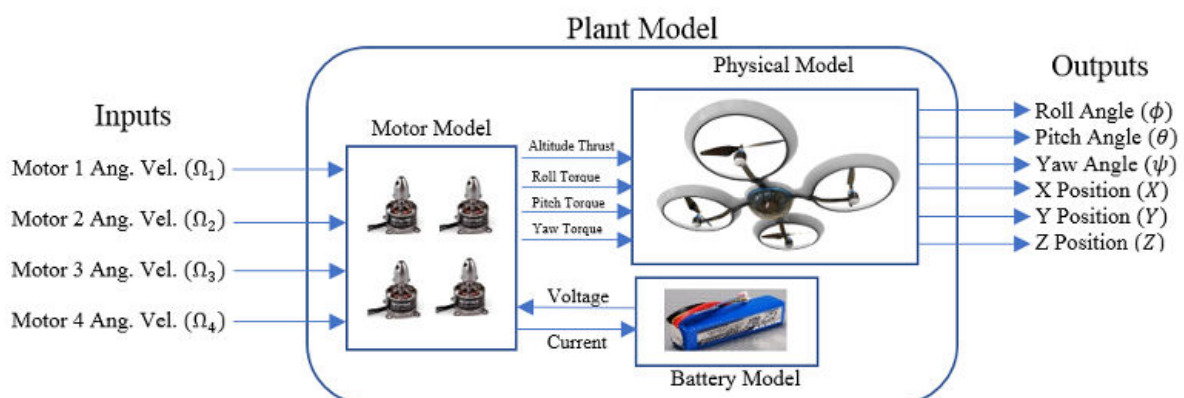 Plant Model
Physical Model
Outputs
Inputs
Motor Model
Motor 1 Ang. Vel. (Ω₁)
Motor 2 Ang. Vel. (Ω₂)
Motor 3 Ang. Vel. (Ω₃)
Motor 4 Ang. Vel. (Ω₄)
Altitude Thrust
Roll Torque
Pitch Torque
Yaw Torque
Voltage
Current
Battery Model
Roll Angle (ϕ)
Pitch Angle (θ)
Yaw Angle (ψ)
X Position (X)
Y Position (Y)
Z Position (Z)